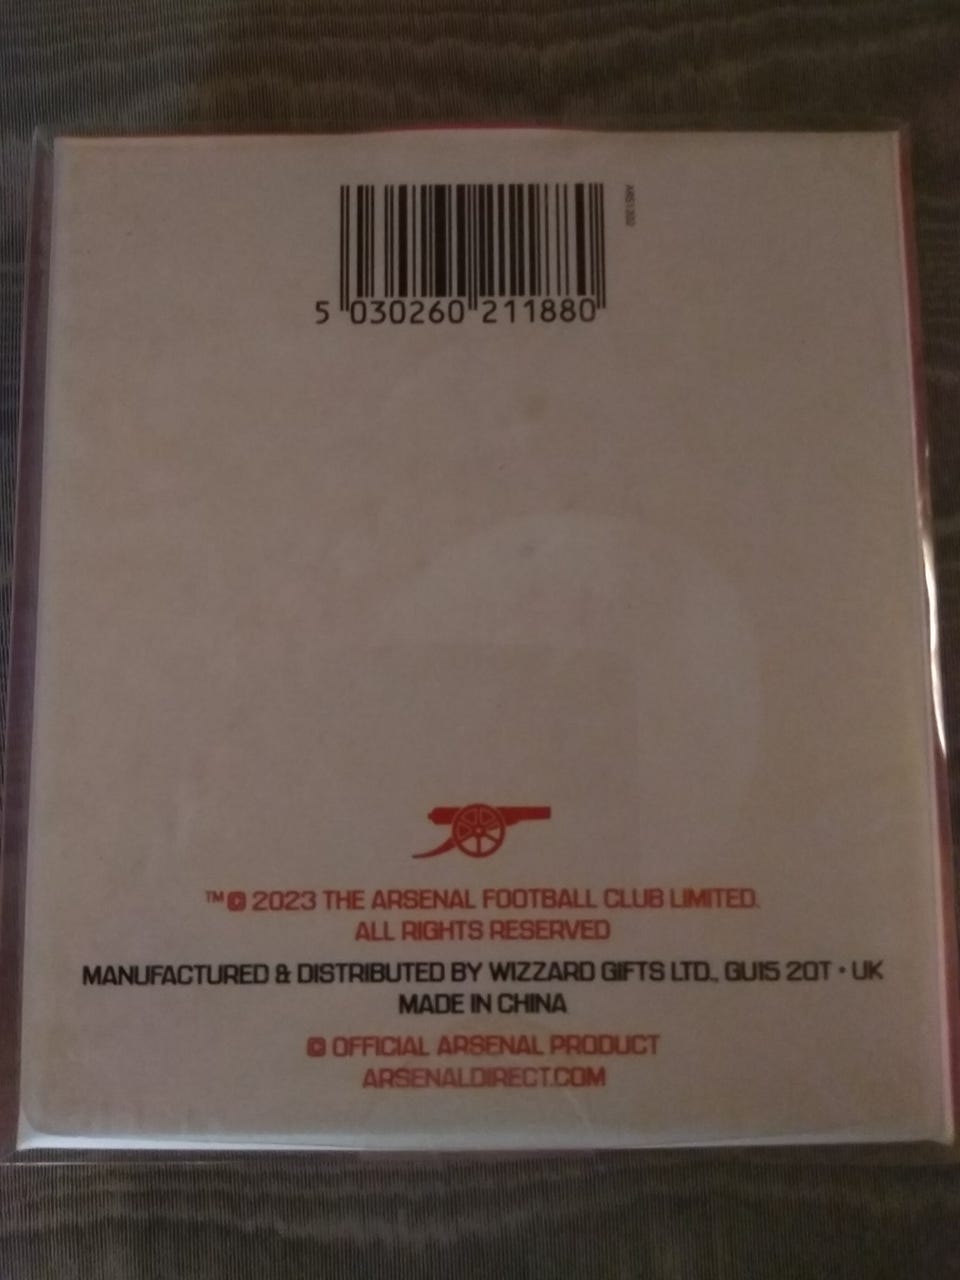 5 030260 211880
™© 2023 THE ARSENAL FOOTBALL CLUB LIMITED.
ALL RIGHTS RESERVED
MANUFACTURED & DISTRIBUTED BY WIZZARD GIFTS LTD., GU15 2QT • UK
MADE IN CHINA
© OFFICIAL ARSENAL PRODUCT
ARSENALDIRECT.COM